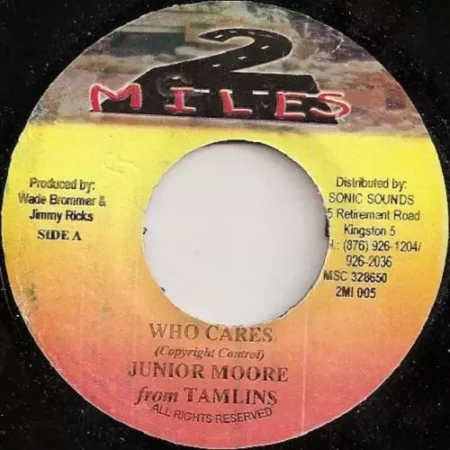 2
MILES
Produced by:
Wade Brommer &
Jimmy Ricks
SIDE A
Distributed by:
SONIC SOUNDS
5 Retirement Road
Kingston 5
l.: (876) 926-1204/
926-2036
MSC 328650
2MI 005
WHO CARES
(Copyright Control)
JUNIOR MOORE
from TAMLINS
ALL RIGHTS RESERVED